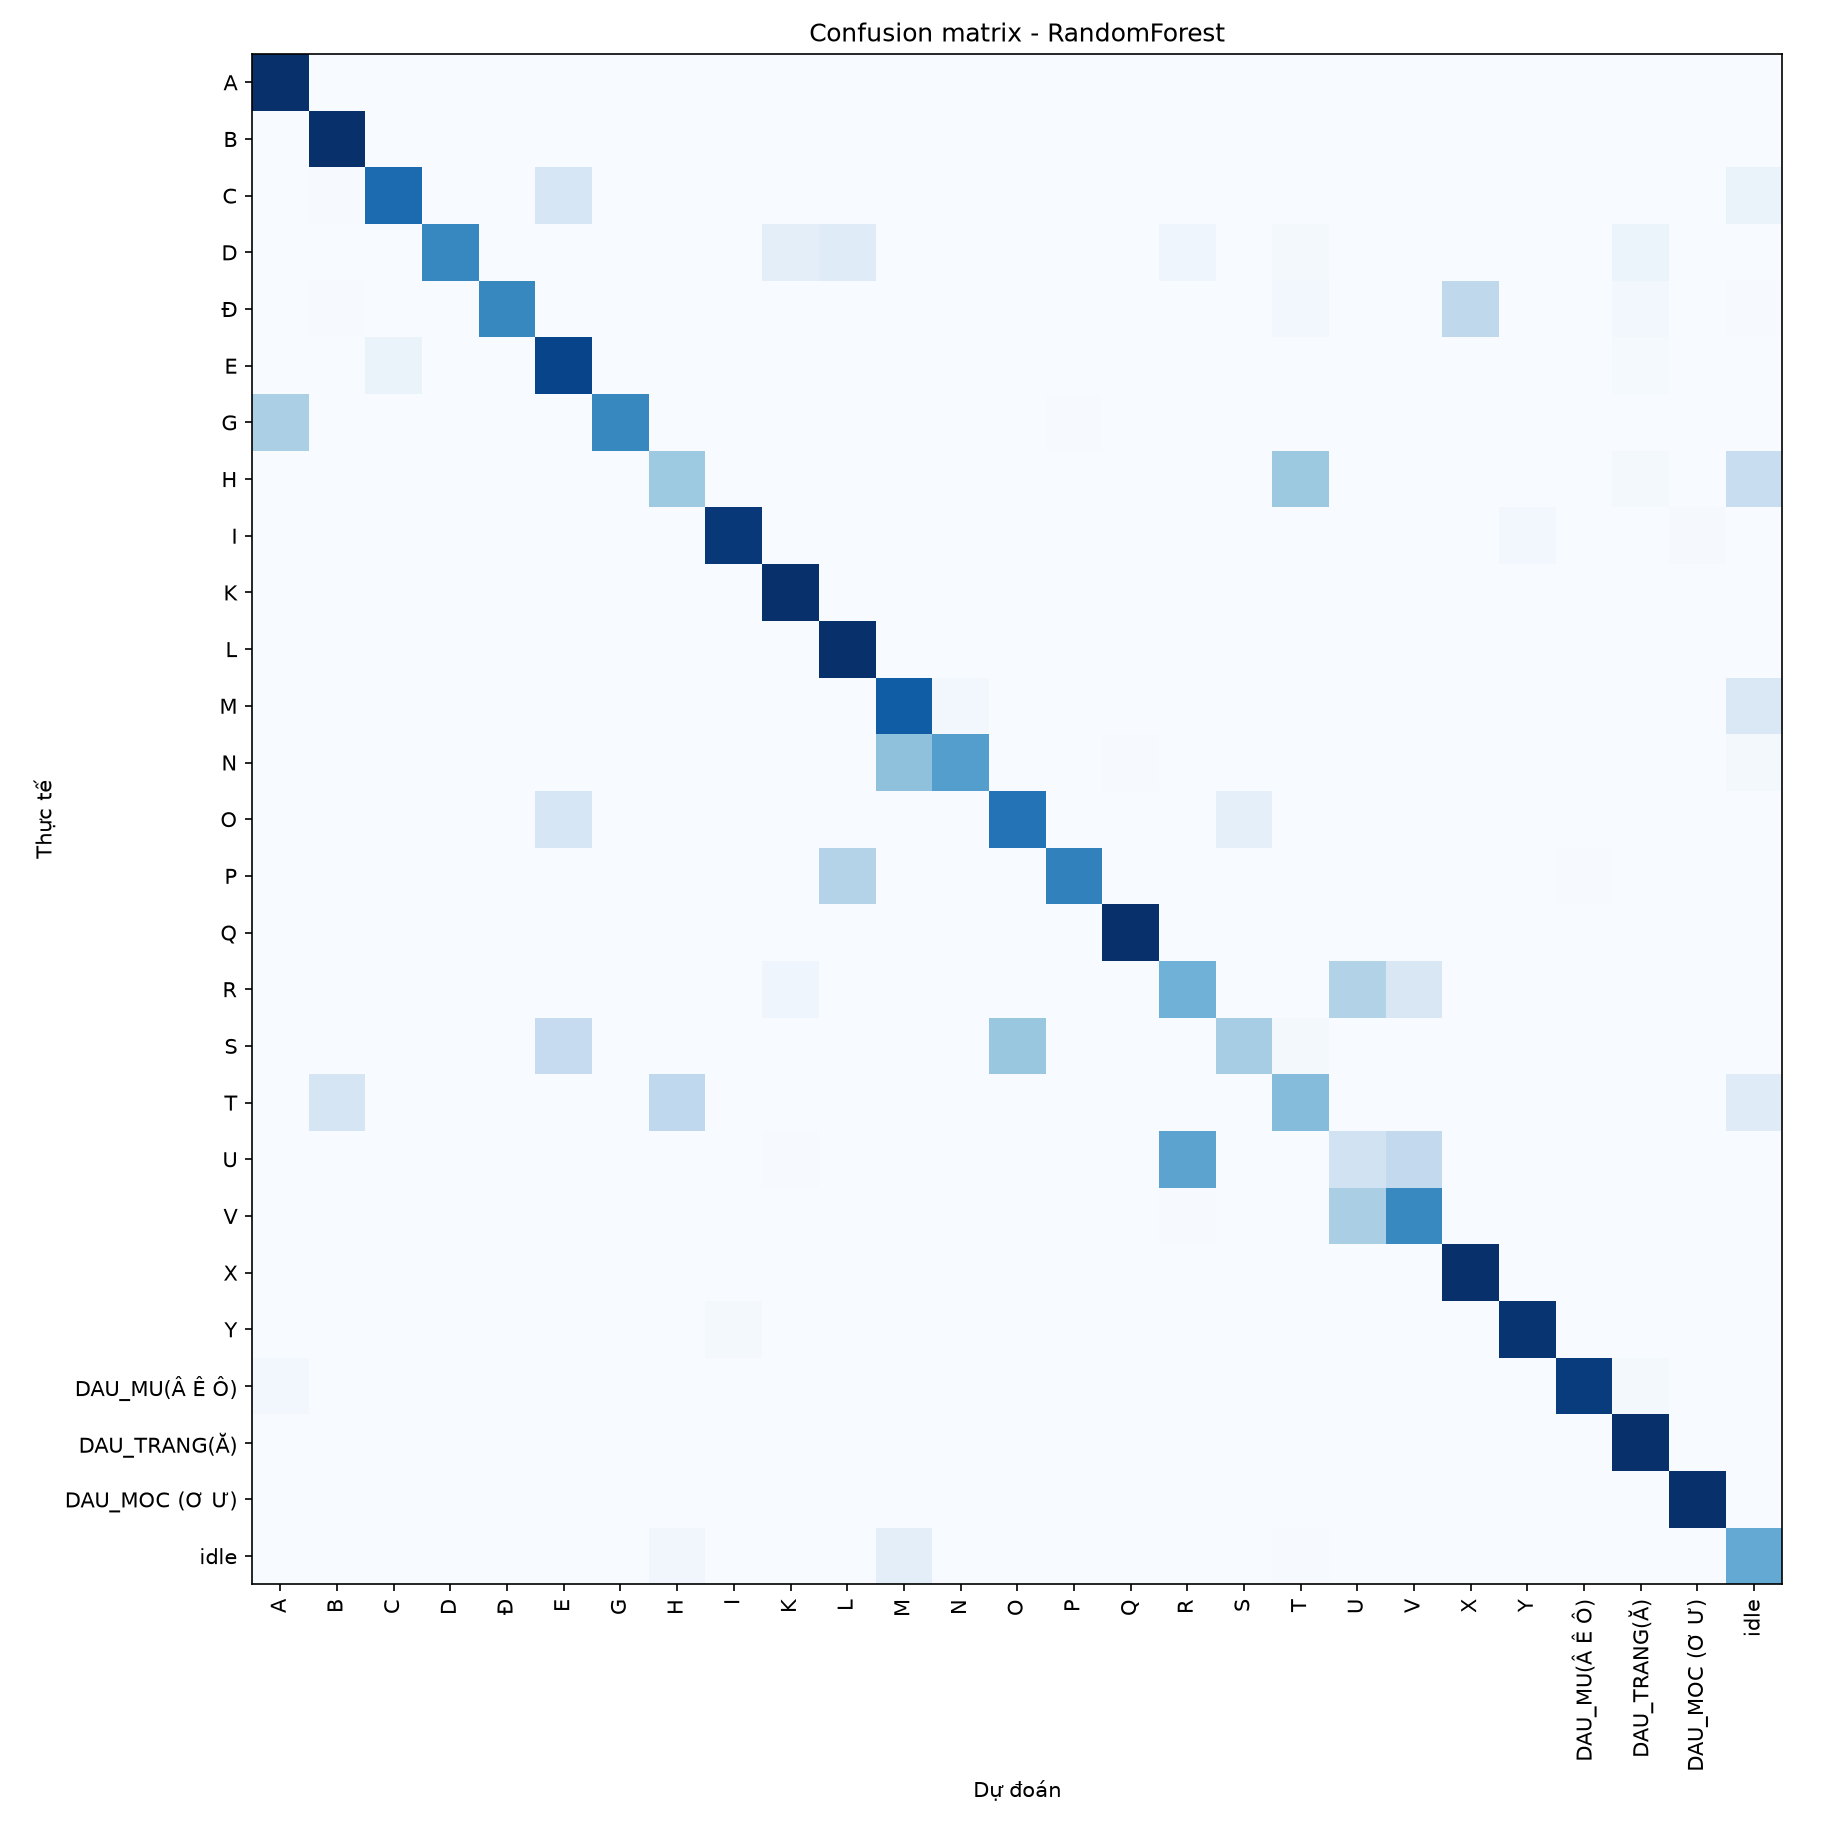 Confusion matrix - RandomForest
Thực tế
A
B
C
D
Đ
E
G
H
I
K
L
M
N
O
P
Q
R
S
T
U
V
X
Y
DAU_MU(Â Ê Ô)
DAU_TRANG(Ă)
DAU_MOC (Ơ Ư)
idle
A
B
C
D
Đ
E
G
H
I
K
L
M
N
O
P
Q
R
S
T
U
V
X
Y
DAU_MU(Â Ê Ô)
DAU_TRANG(Ă)
DAU_MOC (Ơ Ư)
idle
Dự đoán